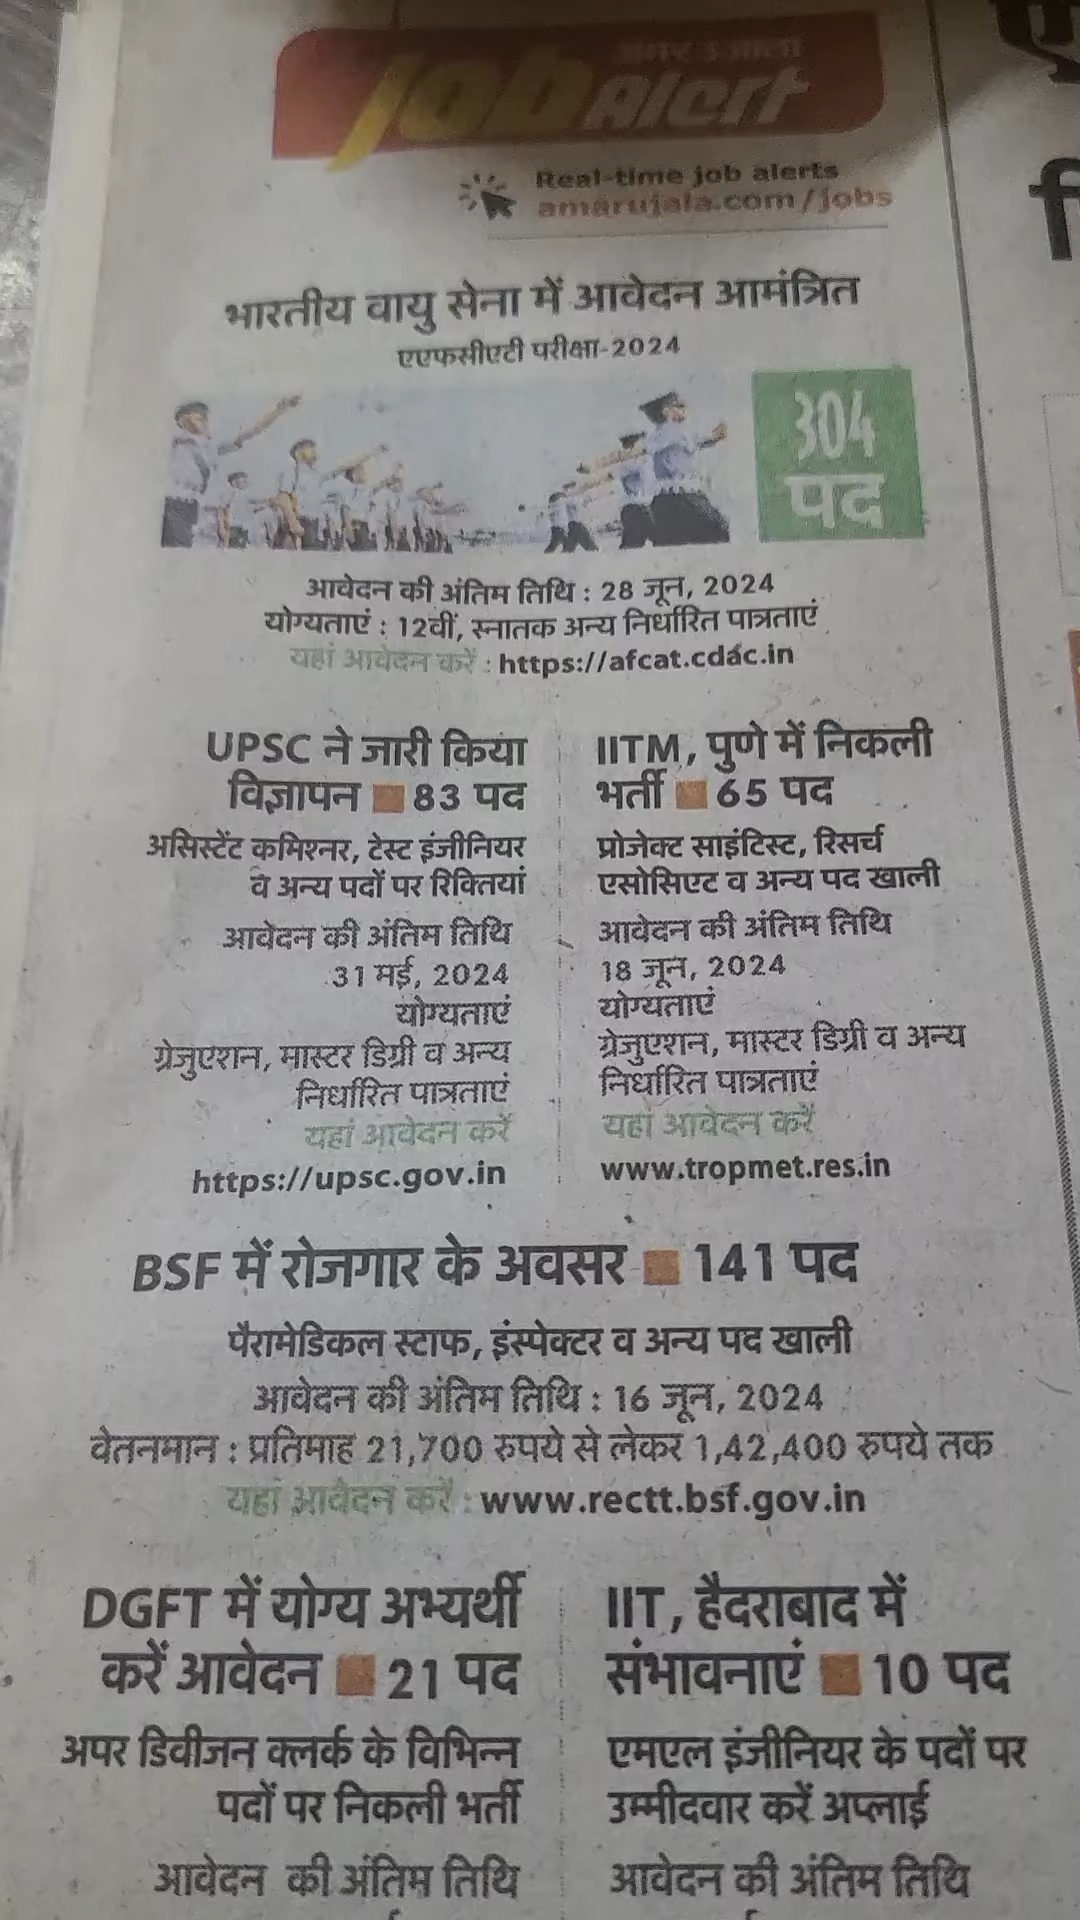 अमर उजाला
Job Alert
Real-time job alerts
amarujala.com/jobs
भारतीय वायु सेना में आवेदन आमंत्रित
एएफसीएटी परीक्षा-2024
304
पद
आवेदन की अंतिम तिथि : 28 जून, 2024
योग्यताएं : 12वीं, स्नातक अन्य निर्धारित पात्रताएं
यहां आवेदन करें : https://afcat.cdac.in
UPSC ने जारी किया
विज्ञापन ■ 83 पद
असिस्टेंट कमिश्नर, टेस्ट इंजीनियर
व अन्य पदों पर रिक्तियां
आवेदन की अंतिम तिथि
31 मई, 2024
योग्यताएं
ग्रेजुएशन, मास्टर डिग्री व अन्य
निर्धारित पात्रताएं
यहां आवेदन करें
https://upsc.gov.in
IITM, पुणे में निकली
भर्ती ■ 65 पद
प्रोजेक्ट साइंटिस्ट, रिसर्च
एसोसिएट व अन्य पद खाली
आवेदन की अंतिम तिथि
18 जून, 2024
योग्यताएं
ग्रेजुएशन, मास्टर डिग्री व अन्य
निर्धारित पात्रताएं
यहां आवेदन करें
www.tropmet.res.in
BSF में रोजगार के अवसर ■ 141 पद
पैरामेडिकल स्टाफ, इंस्पेक्टर व अन्य पद खाली
आवेदन की अंतिम तिथि : 16 जून, 2024
वेतनमान : प्रतिमाह 21,700 रुपये से लेकर 1,42,400 रुपये तक
यहां आवेदन करें : www.rectt.bsf.gov.in
DGFT में योग्य अभ्यर्थी
करें आवेदन ■ 21 पद
अपर डिवीजन क्लर्क के विभिन्न
पदों पर निकली भर्ती
आवेदन की अंतिम तिथि
IIT, हैदराबाद में
संभावनाएं ■ 10 पद
एमएल इंजीनियर के पदों पर
उम्मीदवार करें अप्लाई
आवेदन की अंतिम तिथि